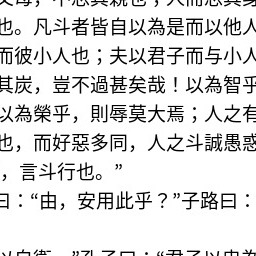 也。凡斗者皆自以為是而以他人
而彼小人也；夫以君子而与小人
其炭，豈不過甚矣哉！以為智乎
以為榮乎，則辱莫大焉；人之有
也，而好惡多同，人之斗誠愚惑
，言斗行也。”
曰：“由，安用此乎？”子路曰：